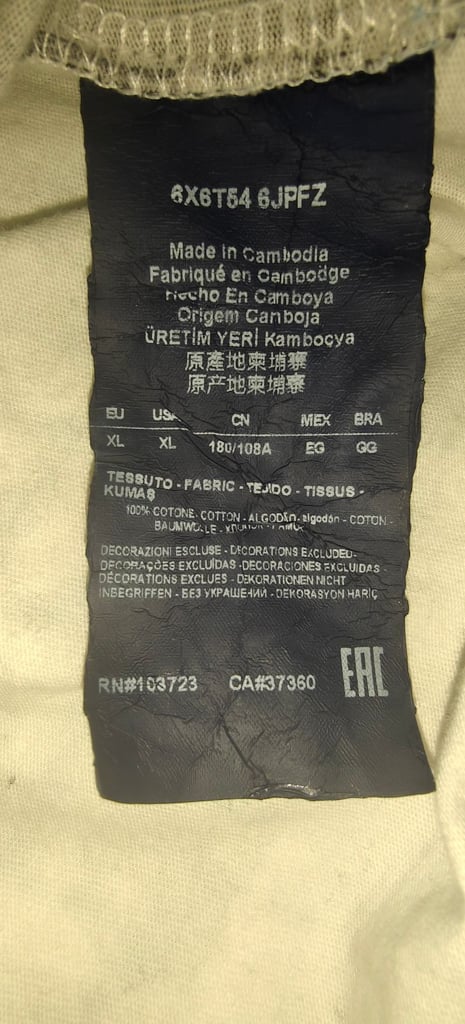 6X6T54 6JPFZ
Made in Cambodia
Fabriqué en Cambodge
Hecho En Camboya
Origem Camboja
ÜRETİM YERİ Kamboçya
原產地柬埔寨
原产地柬埔寨
EU USA CN MEX BRA
XL XL 180/108A EG GG
TESSUTO - FABRIC - TEJIDO - TISSUS -
KUMAŞ
100% COTONE - COTTON - ALGODÃO - algodón - COTON -
BAUMWOLLE - ХЛОПОК - PAMUK
DECORAZIONI ESCLUSE - DECORATIONS EXCLUDED -
DECORAÇÕES EXCLUÍDAS - DECORACIONES EXCLUIDAS -
DÉCORATIONS EXCLUES - DEKORATIONEN NICHT
INBEGRIFFEN - БЕЗ УКРАШЕНИЙ - DEKORASYON HARİÇ
RN#103723 CA#37360 EAC